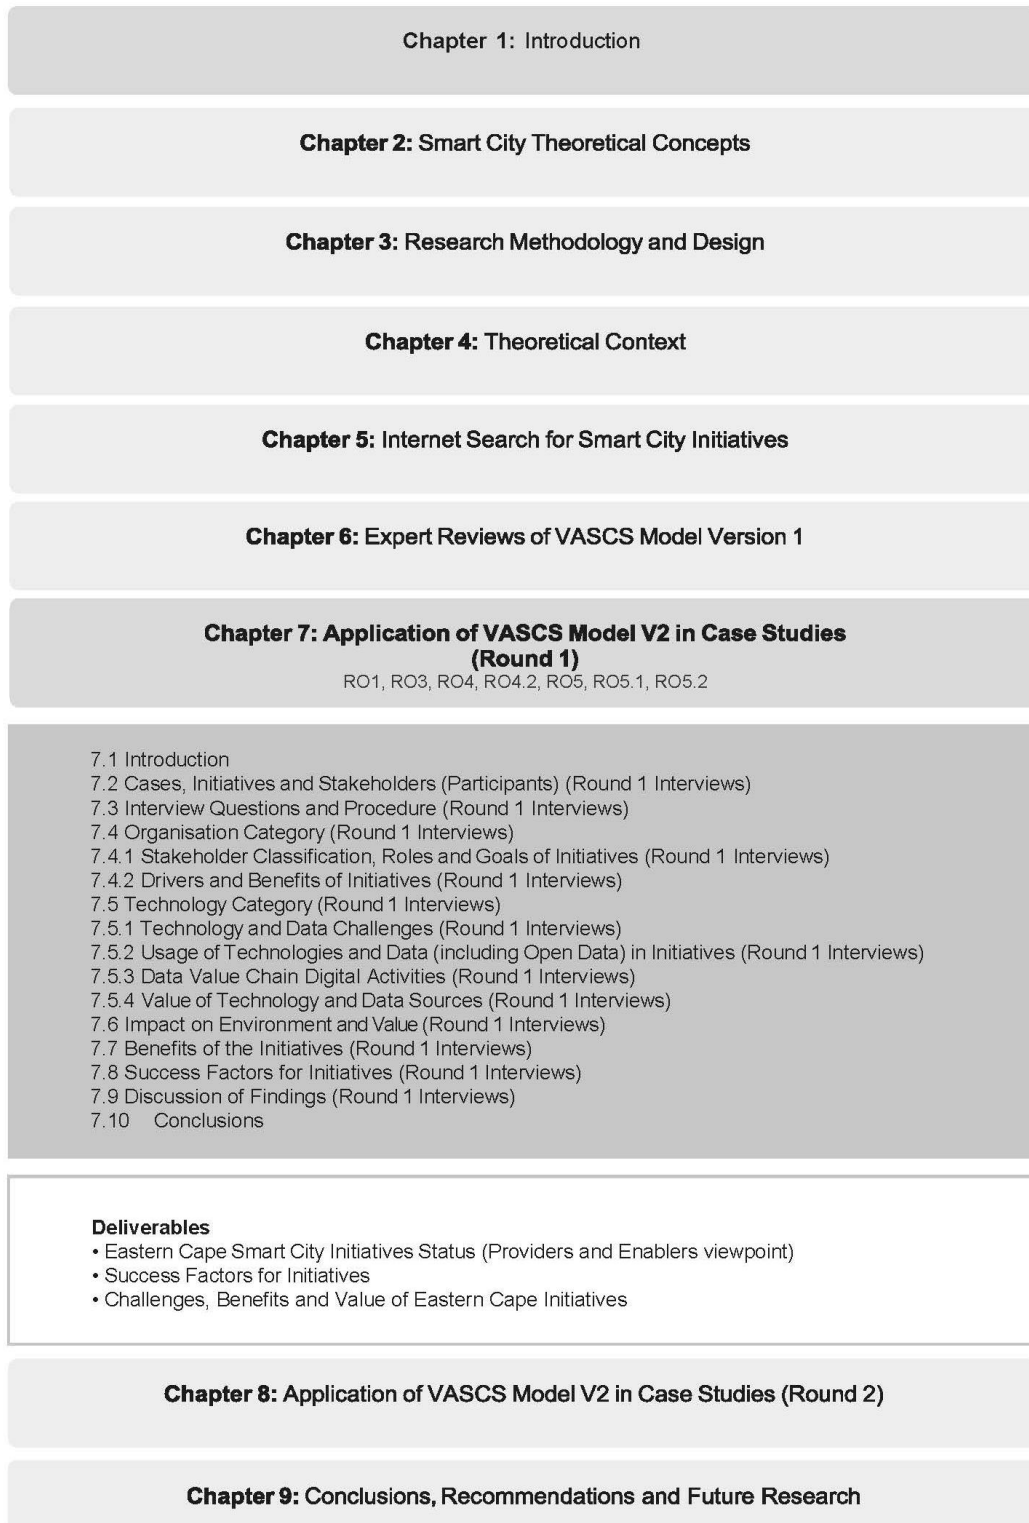 Chapter 1: Introduction
Chapter 2: Smart City Theoretical Concepts
Chapter 3: Research Methodology and Design
Chapter 4: Theoretical Context
Chapter 5: Internet Search for Smart City Initiatives
Chapter 6: Expert Reviews of VASCS Model Version 1
Chapter 7: Application of VASCS Model V2 in Case Studies
(Round 1)
RO1, RO3, RO4, RO4.2, RO5, RO5.1, RO5.2
7.1 Introduction
7.2 Cases, Initiatives and Stakeholders (Participants) (Round 1 Interviews)
7.3 Interview Questions and Procedure (Round 1 Interviews)
7.4 Organisation Category (Round 1 Interviews)
7.4.1 Stakeholder Classification, Roles and Goals of Initiatives (Round 1 Interviews)
7.4.2 Drivers and Benefits of Initiatives (Round 1 Interviews)
7.5 Technology Category (Round 1 Interviews)
7.5.1 Technology and Data Challenges (Round 1 Interviews)
7.5.2 Usage of Technologies and Data (including Open Data) in Initiatives (Round 1 Interviews)
7.5.3 Data Value Chain Digital Activities (Round 1 Interviews)
7.5.4 Value of Technology and Data Sources (Round 1 Interviews)
7.6 Impact on Environment and Value (Round 1 Interviews)
7.7 Benefits of the Initiatives (Round 1 Interviews)
7.8 Success Factors for Initiatives (Round 1 Interviews)
7.9 Discussion of Findings (Round 1 Interviews)
7.10 Conclusions
Deliverables
• Eastern Cape Smart City Initiatives Status (Providers and Enablers viewpoint)
• Success Factors for Initiatives
• Challenges, Benefits and Value of Eastern Cape Initiatives
Chapter 8: Application of VASCS Model V2 in Case Studies (Round 2)
Chapter 9: Conclusions, Recommendations and Future Research